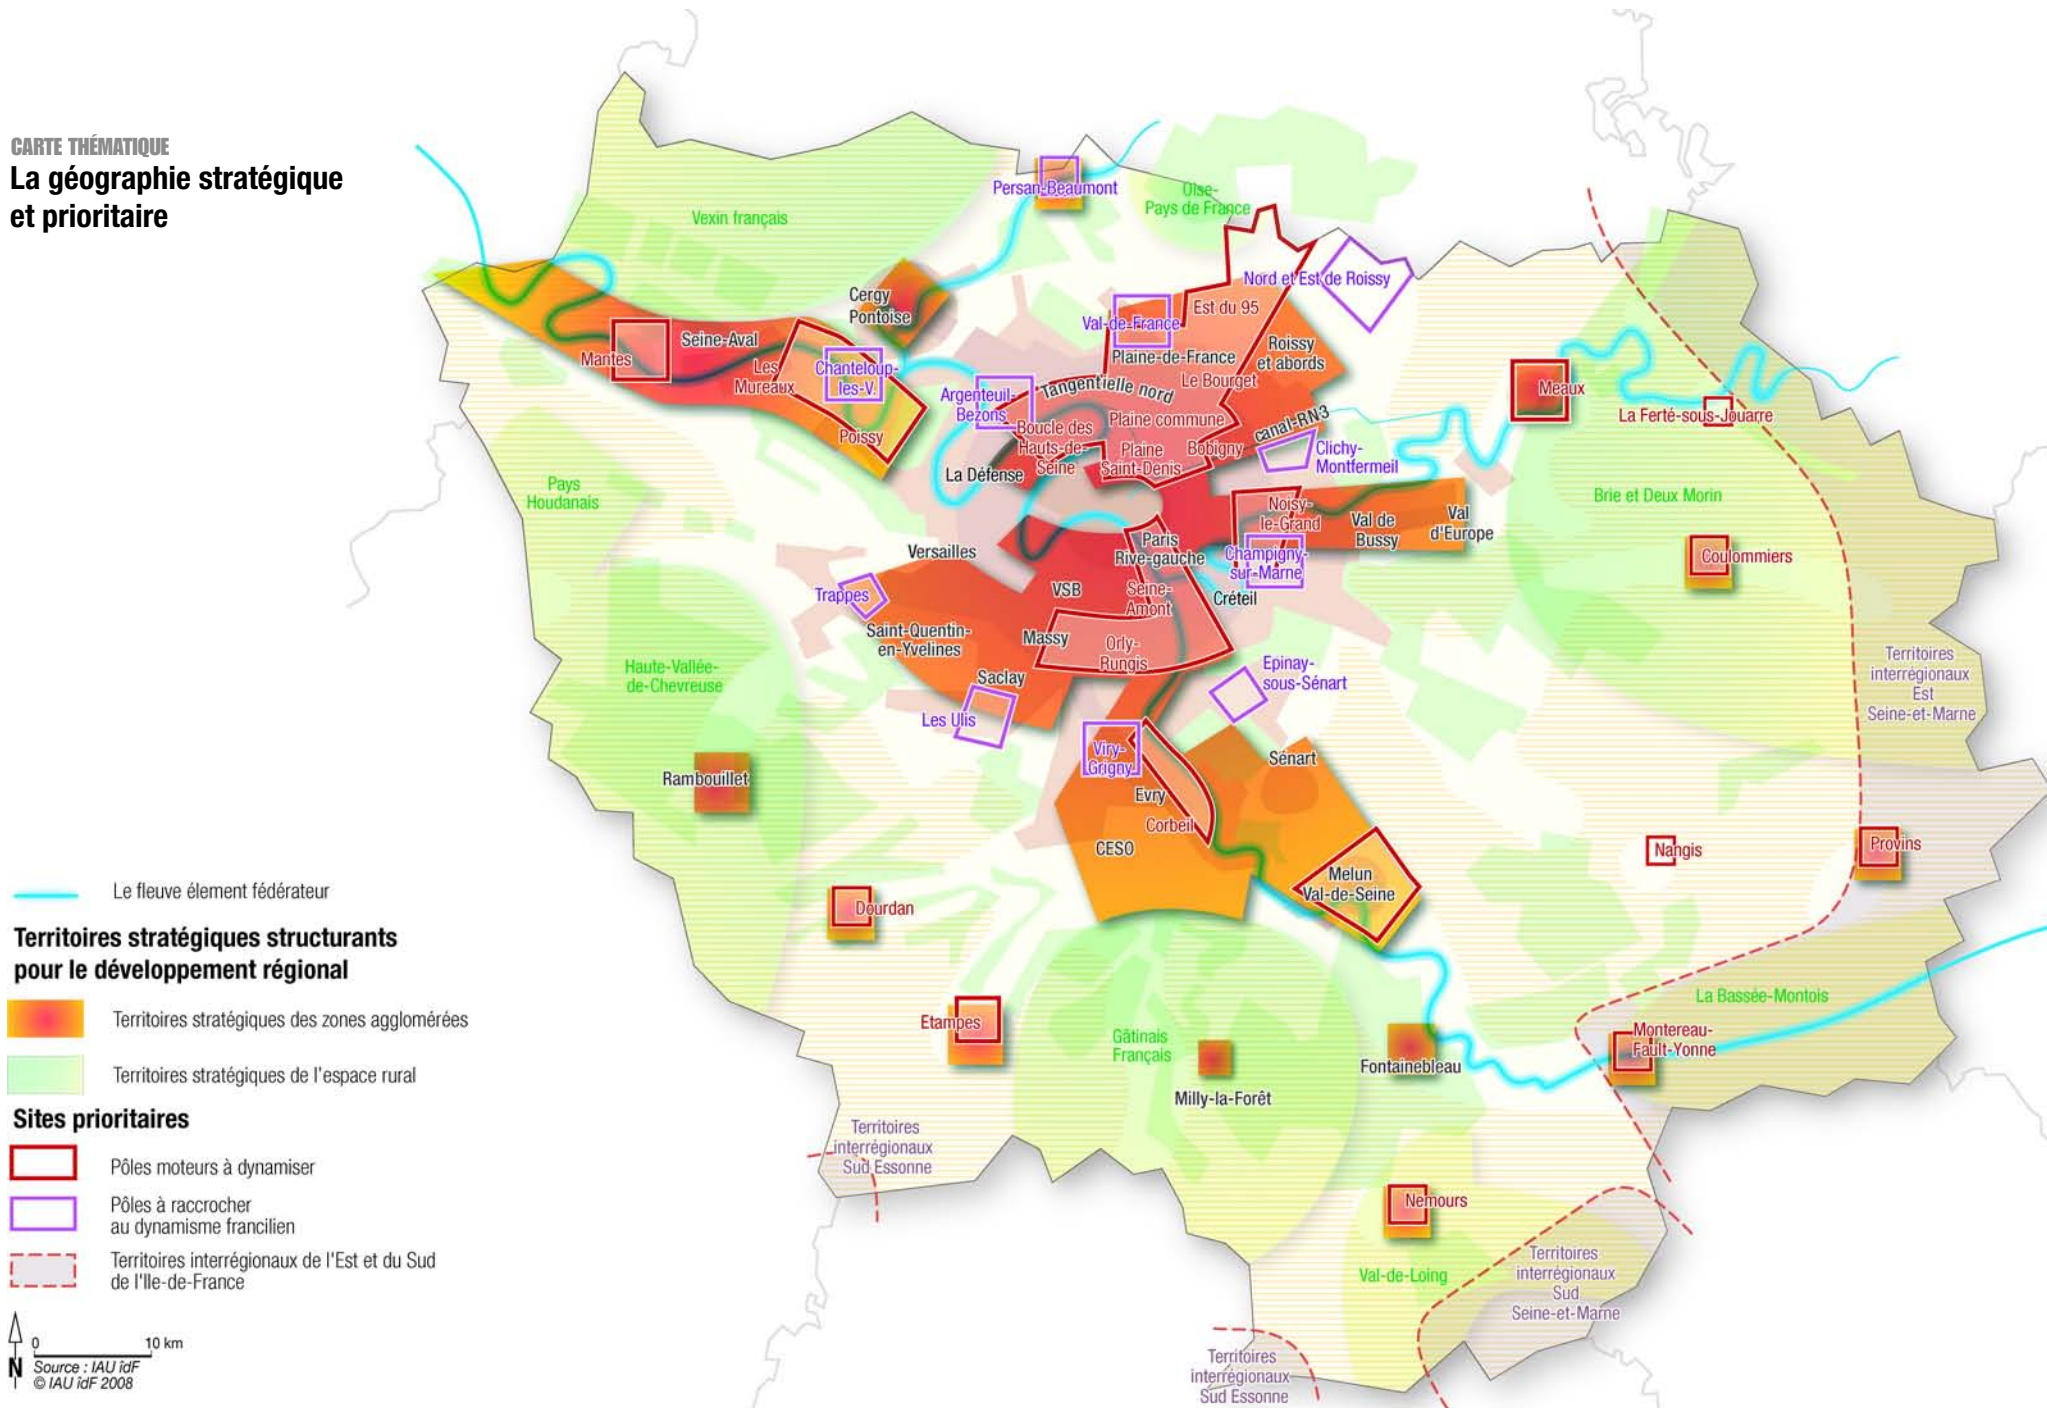 CARTE THÉMATIQUE
La géographie stratégique
et prioritaire
Persan-Beaumont
Oise-
Pays de France
Vexin français
Nord et Est de Roissy
Cergy
Pontoise
Est du 95
Val-de-France
Seine-Aval
Mantes
Les
Mureaux
Chanteloup-
les-V.
Plaine-de-France
Roissy
et abords
Tangentielle nord
Le Bourget
Argenteuil-
Bezons
Meaux
La Ferté-sous-Jouarre
Poissy
Boucle des
Hauts-de-
Seine
Plaine commune
canal-RN3
Plaine
Saint-Denis
Bobigny
Clichy-
Montfermeil
La Défense
Pays
Houdanais
Brie et Deux Morin
Noisy-
le-Grand
Val de
Bussy
Val
d'Europe
Versailles
Paris
Rive-gauche
Champigny-
sur-Marne
Coulommiers
Trappes
VSB
Seine-
Amont
Créteil
Saint-Quentin-
en-Yvelines
Massy
Orly-
Rungis
Haute-Vallée-
de-Chevreuse
Saclay
Epinay-
sous-Sénart
Territoires
interrégionaux
Est
Seine-et-Marne
Les Ulis
Viry-
Grigny
Sénart
Rambouillet
Evry
Corbeil
CESO
Nangis
Provins
Melun
Val-de-Seine
Dourdan
La Bassée-Montois
Etampes
Gâtinais
Français
Montereau-
Fault-Yonne
Fontainebleau
Milly-la-Forêt
Territoires
interrégionaux
Sud Essonne
Nemours
Val-de-Loing
Territoires
interrégionaux
Sud
Seine-et-Marne
Territoires
interrégionaux
Sud Essonne
Le fleuve élement fédérateur
Territoires stratégiques structurants
pour le développement régional
Territoires stratégiques des zones agglomérées
Territoires stratégiques de l'espace rural
Sites prioritaires
Pôles moteurs à dynamiser
Pôles à raccrocher
au dynamisme francilien
Territoires interrégionaux de l'Est et du Sud
de l'Ile-de-France
0 10 km
N
Source : IAU îdF
© IAU îdF 2008